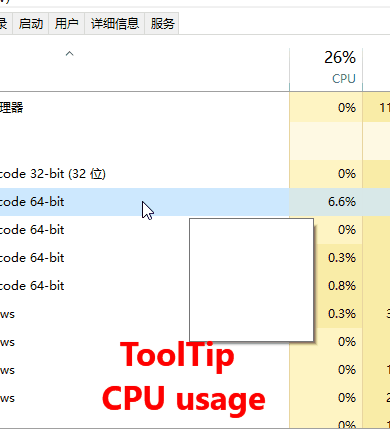 录 启动 用户 详细信息 服务
26%
CPU
理器 0% 11
code 32-bit (32 位) 0%
code 64-bit 6.6%
code 64-bit 0%
code 64-bit 0.3%
code 64-bit 0.8%
ws 0.3% 3
ws 0%
ws 0% 1
ws 0% 2
0% 1
ToolTip
CPU usage